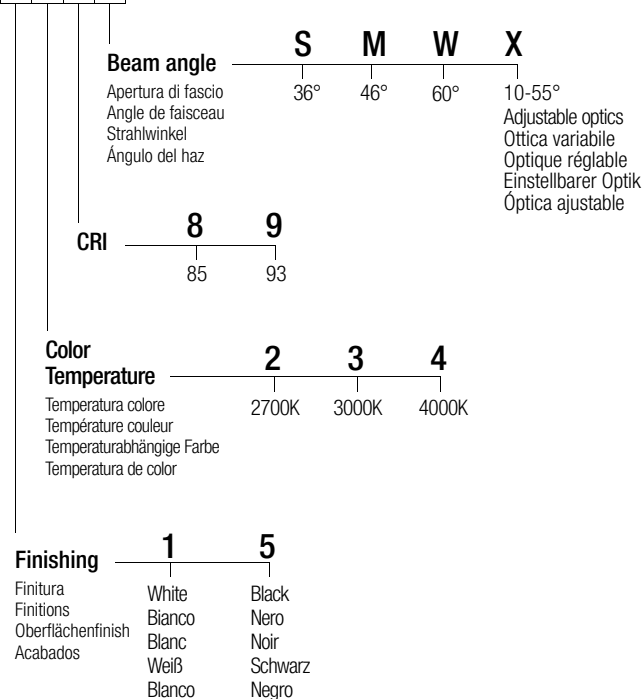 S M W X
Beam angle
Apertura di fascio
Angle de faisceau
Strahlwinkel
Ángulo del haz
36° 46° 60° 10-55°
Adjustable optics
Ottica variabile
Optique réglable
Einstellbarer Optik
Óptica ajustable
8 9
CRI
85 93
Color
Temperature
2 3 4
Temperatura colore
Température couleur
Temperaturabhängige Farbe
Temperatura de color
2700K 3000K 4000K
1 5
Finishing
Finitura
Finitions
Oberflächenfinish
Acabados
White
Bianco
Blanc
Weiß
Blanco
Black
Nero
Noir
Schwarz
Negro